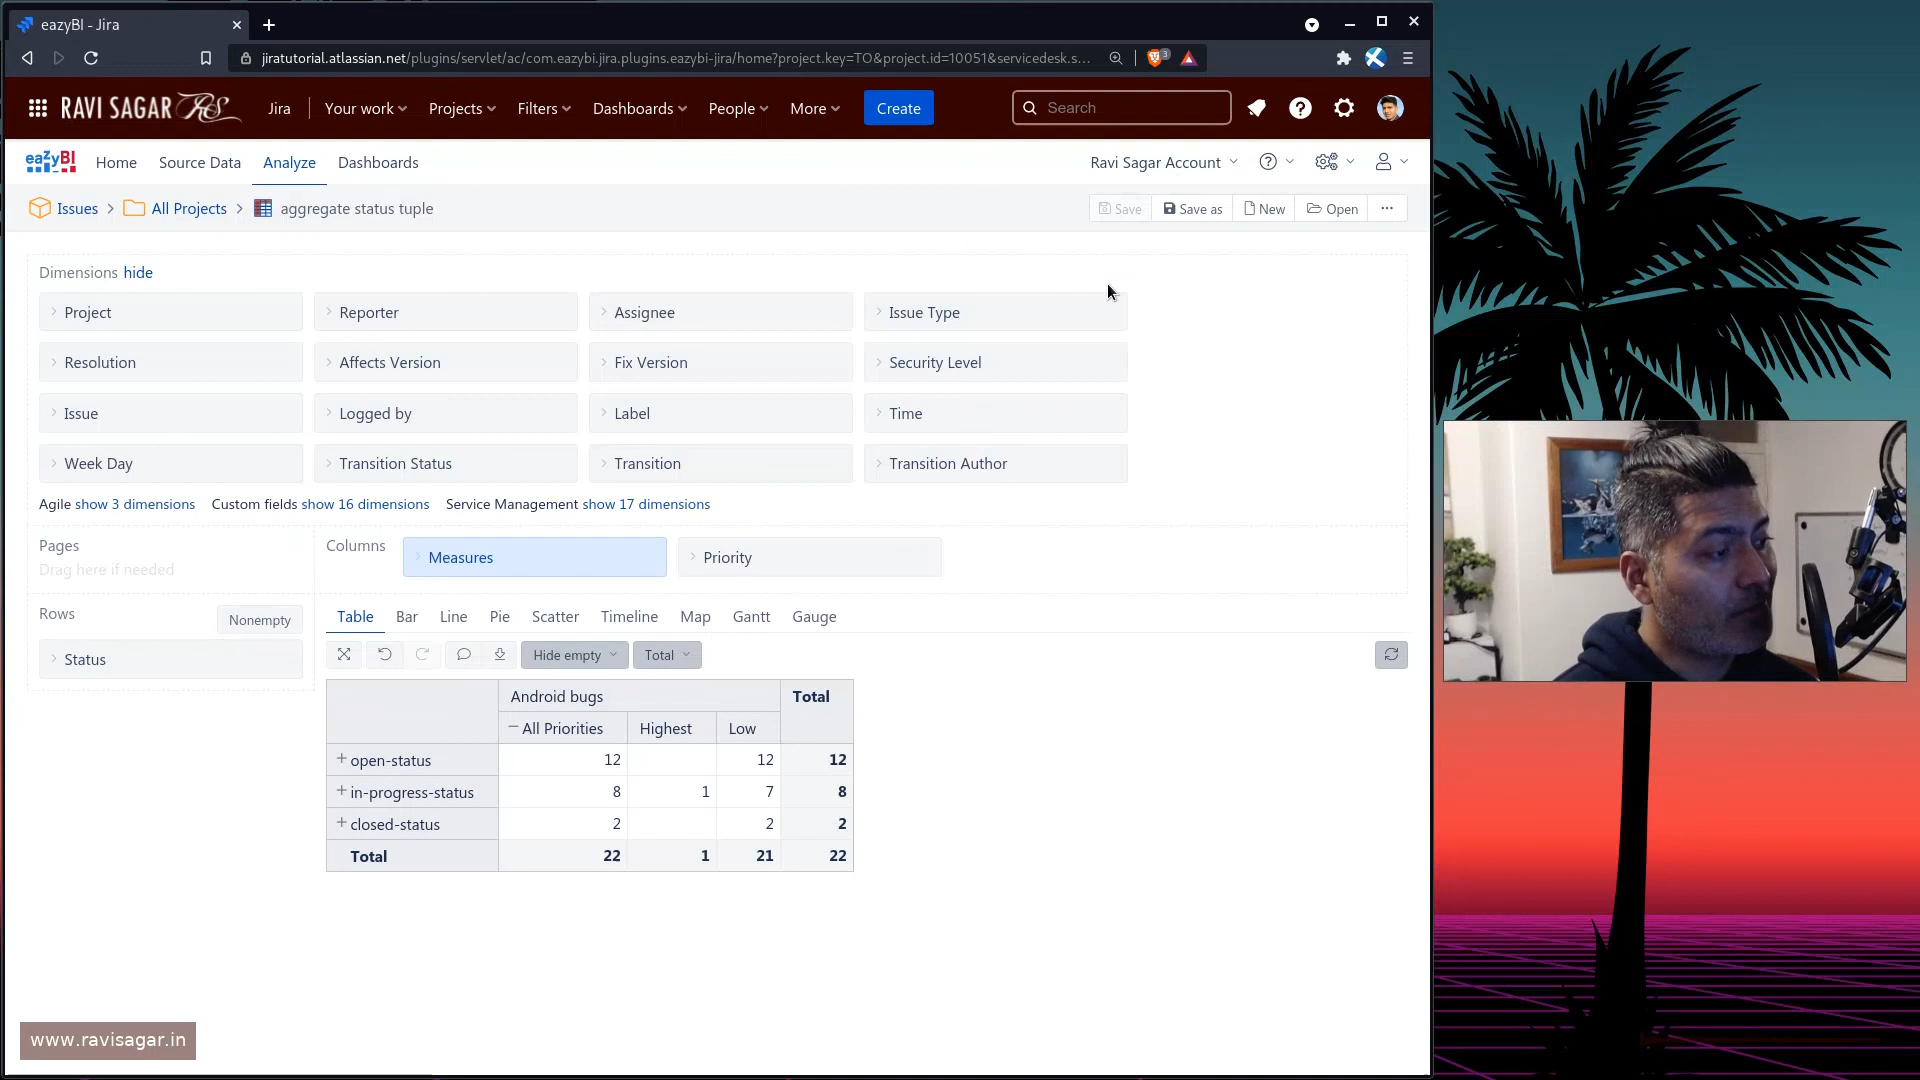 eazyBI - Jira
jiratutorial.atlassian.net/plugins/servlet/ac/com.eazybi.jira.plugins.eazybi-jira/home?project.key=TO&project.id=10051&servicedesk.s...
3
RAVI SAGAR RS
Jira
Your work
Projects
Filters
Dashboards
People
More
Create
Search
eazyBI
Home
Source Data
Analyze
Dashboards
Ravi Sagar Account
Issues
All Projects
aggregate status tuple
Save
Save as
New
Open
Dimensions hide
Project
Reporter
Assignee
Issue Type
Resolution
Affects Version
Fix Version
Security Level
Issue
Logged by
Label
Time
Week Day
Transition Status
Transition
Transition Author
Agile show 3 dimensions
Custom fields show 16 dimensions
Service Management show 17 dimensions
Pages
Drag here if needed
Columns
Measures
Priority
Rows
Nonempty
Status
Table
Bar
Line
Pie
Scatter
Timeline
Map
Gantt
Gauge
Hide empty
Total
Android bugs
Total
All Priorities
Highest
Low
open-status 12 12 12
in-progress-status 8 1 7 8
closed-status 2 2 2
Total 22 1 21 22
www.ravisagar.in